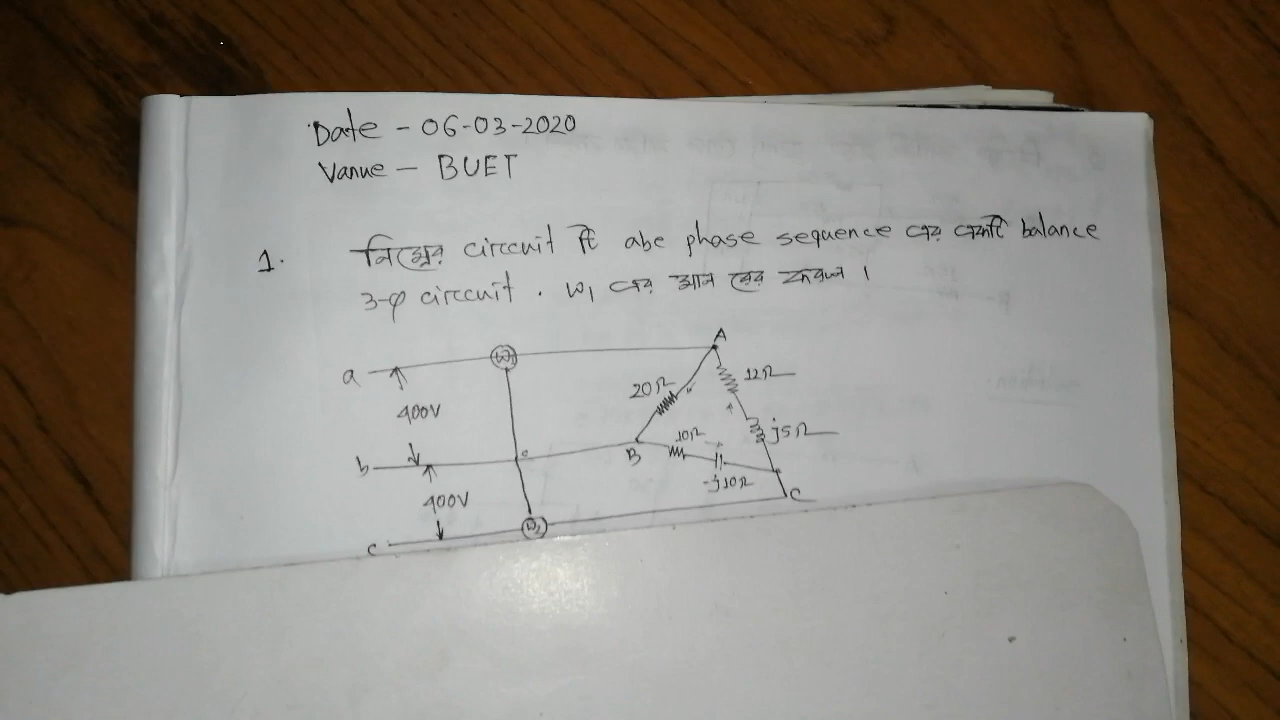 Date - 06-03-2020
Vanue - BUET
1. নিম্নের circuit টি abc phase sequence এর একটি balance
3-φ circuit. W₁ এর মান বের করুন।
A
a W₁
20Ω 12Ω
400V
10Ω j5Ω
b B
-j10Ω
400V C
c W₂